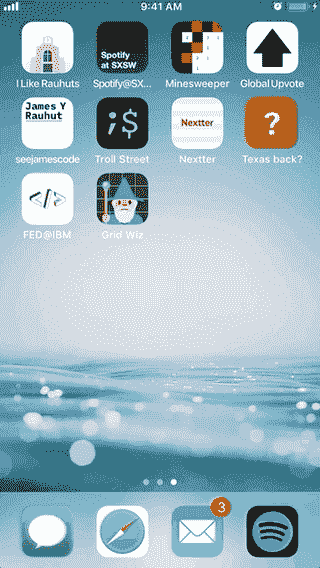 9:41 AM
Spotify
at SXSW
I Like Rauhuts
Spotify@SX...
Minesweeper
Global Upvote
James Y
Rauhut
;$
Nextter
?
seejamescode
Troll Street
Nextter
Texas back?
</>
FED@IBM
Grid Wiz
3